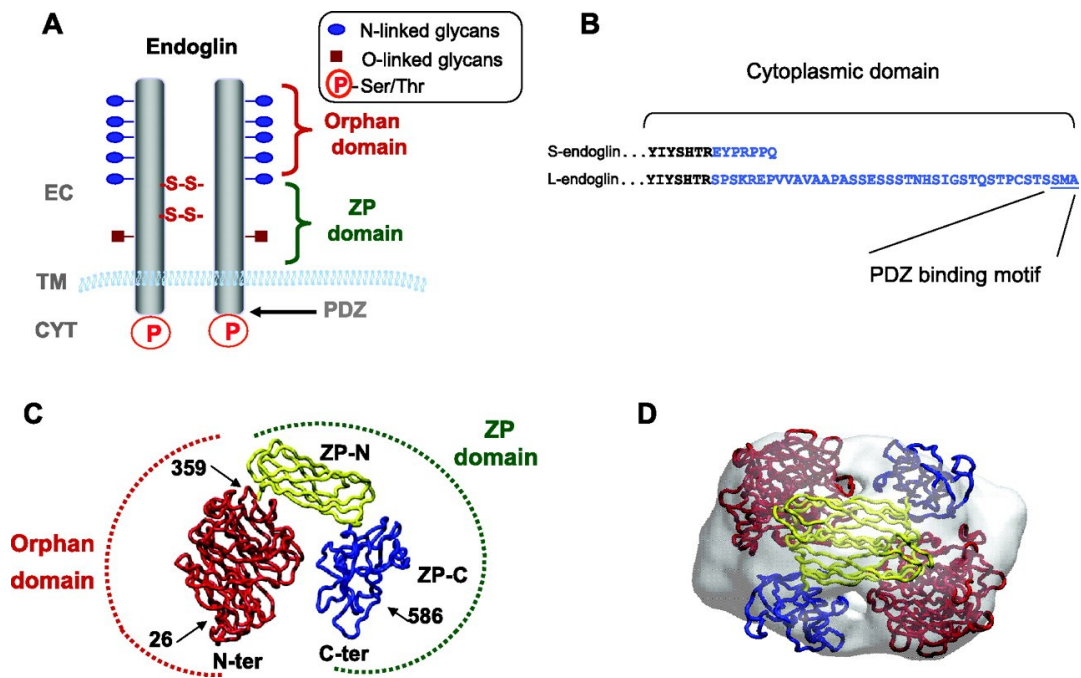 A
Endoglin
N-linked glycans
O-linked glycans
P-Ser/Thr
Orphan
domain
-S-S-
-S-S-
EC
ZP
domain
TM
PDZ
CYT
P
P
B
Cytoplasmic domain
S-endoglin...YIYSHTREYPRPPQ
L-endoglin...YIYSHTRSPSKREPVVAVAAPASSESSSTNHSIGSTQSTPCSTSSMA
PDZ binding motif
C
ZP
domain
ZP-N
359
Orphan
domain
ZP-C
586
26
N-ter
C-ter
D